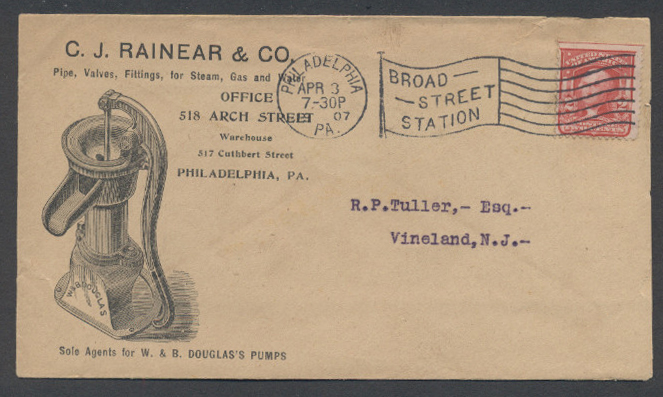 C. J. RAINEAR & CO.
Pipe, Valves, Fittings, for Steam, Gas and Water
OFFICE
518 ARCH STREET
Warehouse
517 Cuthbert Street
PHILADELPHIA, PA.
PHILADELPHIA
APR 3
7-30P
07
PA.
BROAD
STREET
STATION
R.P.Tuller,- Esq.-
Vineland,N.J.-
W.&B. DOUGLAS
Sole Agents for W. & B. DOUGLAS'S PUMPS